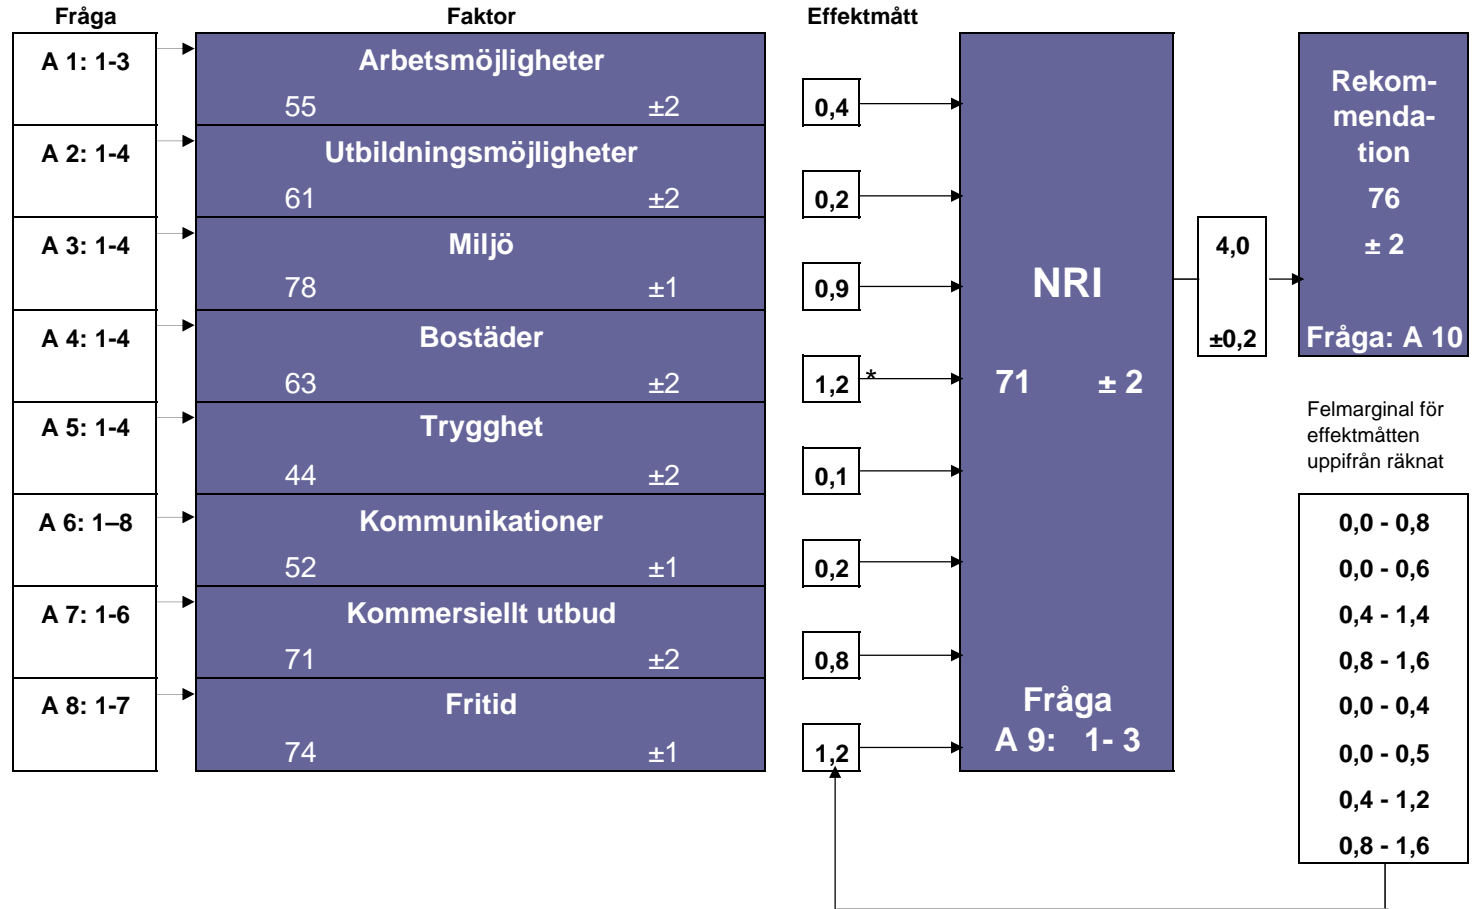 Fråga Faktor Effektmått
A 1: 1-3
Arbetsmöjligheter
55 ±2
A 2: 1-4
Utbildningsmöjligheter
61 ±2
A 3: 1-4
Miljö
78 ±1
A 4: 1-4
Bostäder
63 ±2
A 5: 1-4
Trygghet
44 ±2
A 6: 1–8
Kommunikationer
52 ±1
A 7: 1-6
Kommersiellt utbud
71 ±2
A 8: 1-7
Fritid
74 ±1
0,4
0,2
0,9
1,2 *
0,1
0,2
0,8
1,2
NRI
71 ± 2
Fråga
A 9: 1- 3
4,0
±0,2
Rekom-
menda-
tion
76
± 2
Fråga: A 10
Felmarginal för
effektmåtten
uppifrån räknat
0,0 - 0,8
0,0 - 0,6
0,4 - 1,4
0,8 - 1,6
0,0 - 0,4
0,0 - 0,5
0,4 - 1,2
0,8 - 1,6